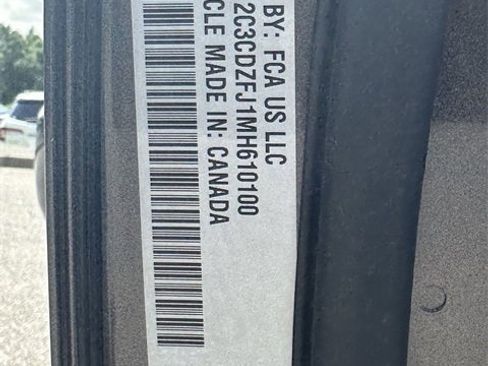 BY: FCA US LLC
2C3CDZFJ1MH610100
CLE MADE IN: CANADA